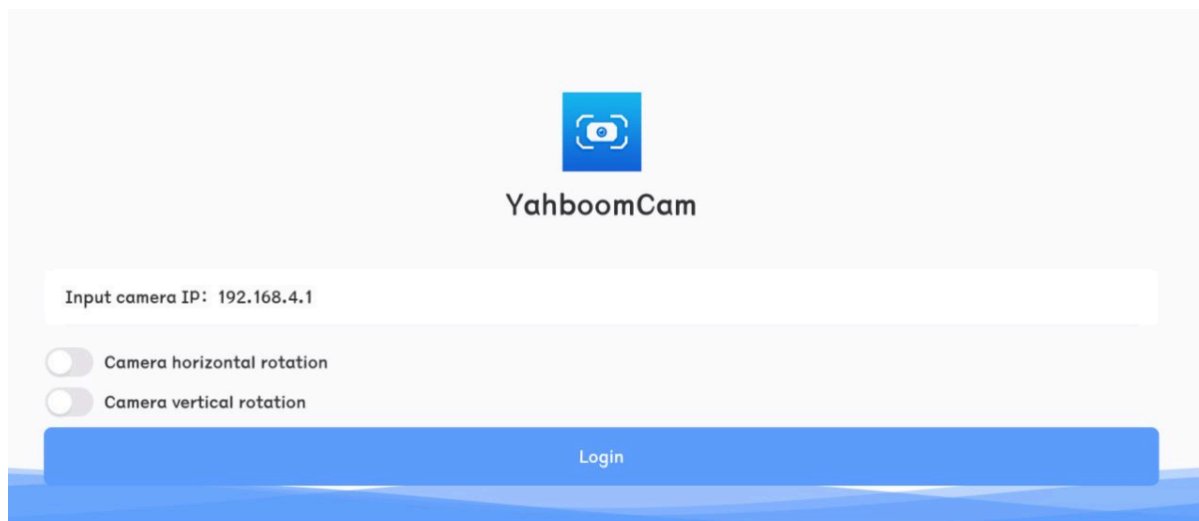 YahboomCam
Input camera IP: 192.168.4.1
Camera horizontal rotation
Camera vertical rotation
Login